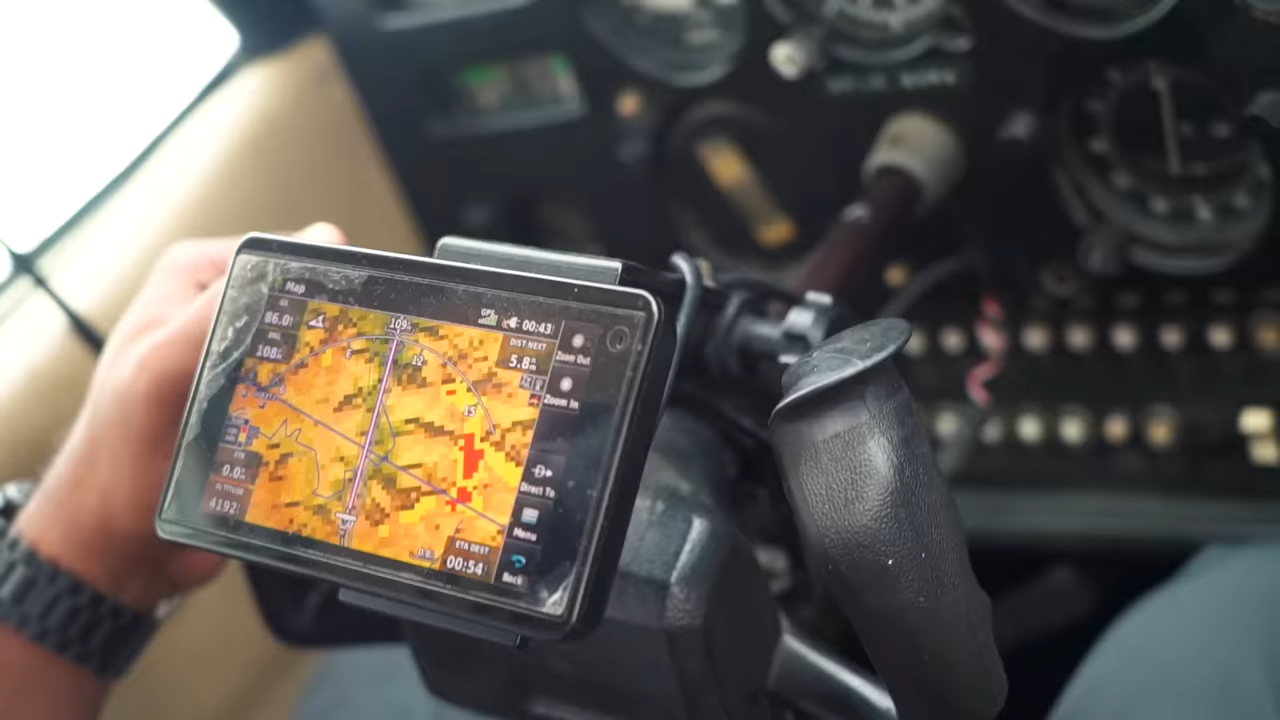 Map
GPS
00:43
GS
86.0
108
109
E
12
15
DIST NEXT
5.8
Zoom Out
Zoom In
0.0
ALTITUDE
4192
Direct To
Menu
Back
ETA DEST
00:54